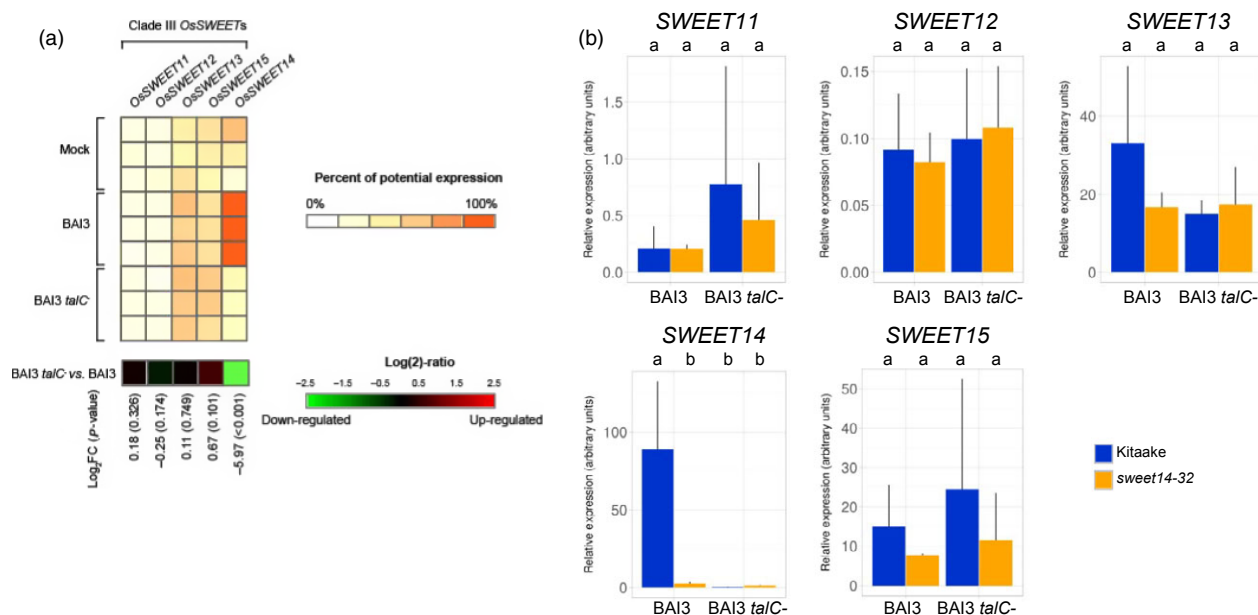 (a)
Clade III OsSWEETs
OsSWEET11
OsSWEET12
OsSWEET13
OsSWEET15
OsSWEET14
Mock
BAI3
BAI3 talC-
Percent of potential expression
0% 100%
BAI3 talC- vs. BAI3
Log2FC (P-value)
0.18 (0.326)
−0.25 (0.174)
0.11 (0.749)
0.67 (0.101)
−5.97 (<0.001)
Log(2)-ratio
−2.5 −1.5 −0.5 0.5 1.5 2.5
Down-regulated Up-regulated
(b)
SWEET11
a a a a
Relative expression (arbitrary units)
1.5
1.0
0.5
0.0
BAI3 BAI3 talC-
SWEET12
a a a a
Relative expression (arbitrary units)
0.15
0.10
0.05
0.00
BAI3 BAI3 talC-
SWEET13
a a a a
Relative expression (arbitrary units)
40
20
0
BAI3 BAI3 talC-
SWEET14
a b b b
Relative expression (arbitrary units)
100
50
0
BAI3 BAI3 talC-
SWEET15
a a a a
Relative expression (arbitrary units)
50
40
30
20
10
0
BAI3 BAI3 talC-
Kitaake
sweet14-32